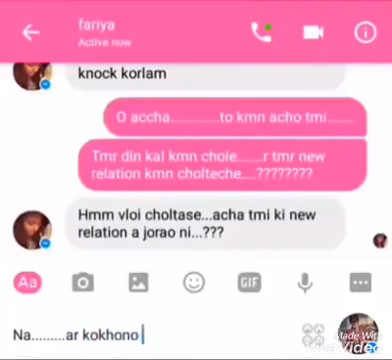 fariya
Active now
knock korlam
O accha.............to kmn acho tmi.......
Tmr din kal kmn chole......r tmr new
relation kmn cholteche....????????
Hmm vloi choltase...acha tmi ki new
relation a jorao ni...???
Aa
GIF
Na.........ar kokhono
Made With
VivaVideo